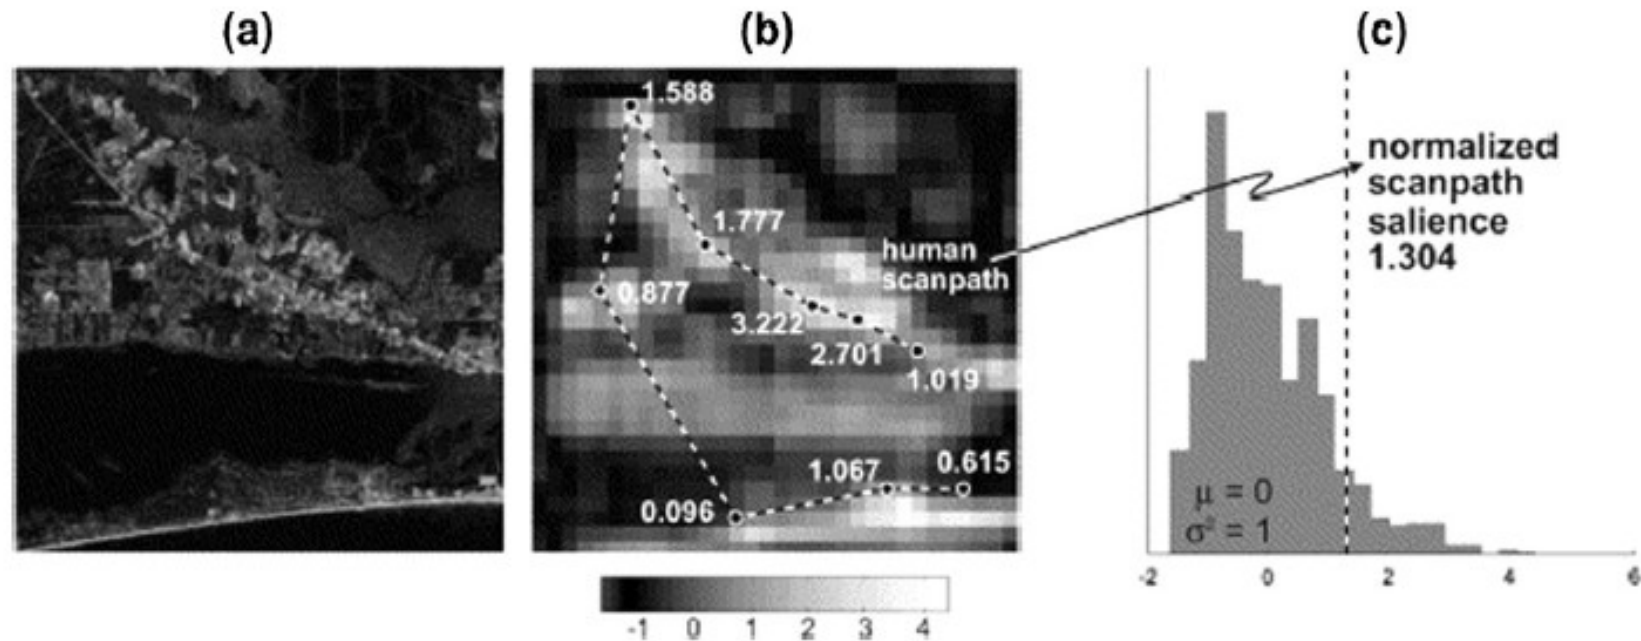 (a)
(b)
(c)
1.588
1.777
0.877
3.222
2.701
1.019
1.067
0.615
0.096
human
scanpath
normalized
scanpath
salience
1.304
μ = 0
σ² = 1
-1 0 1 2 3 4
-2 0 2 4 6